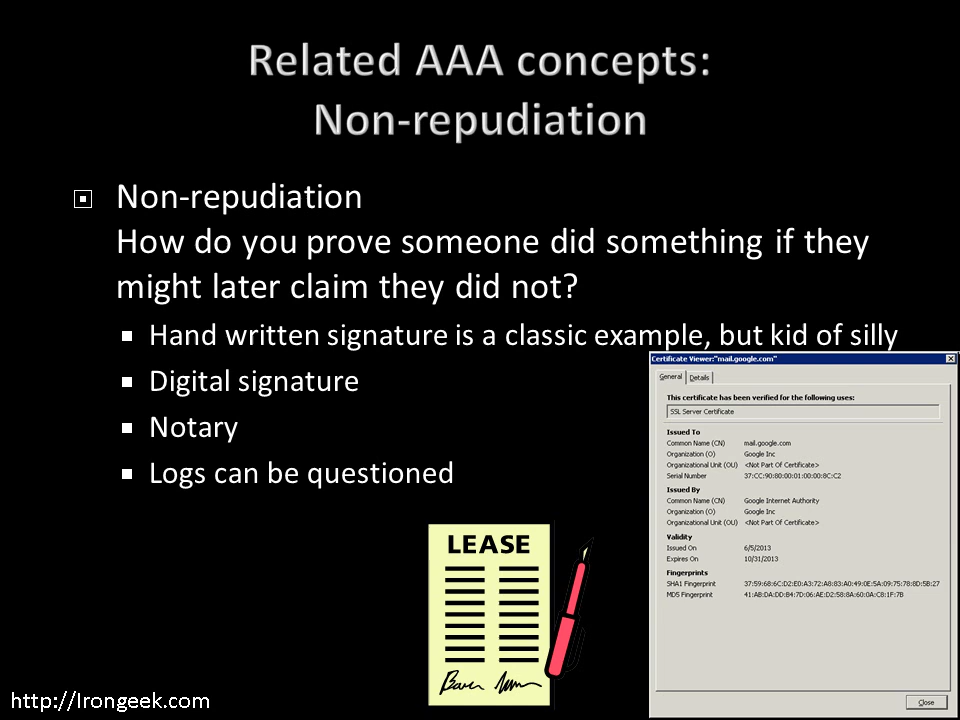 Related AAA concepts:
Non-repudiation
Non-repudiation
How do you prove someone did something if they
might later claim they did not?
Hand written signature is a classic example, but kid of silly
Digital signature
Notary
Logs can be questioned
Certificate Viewer:"mail.google.com"
General Details
This certificate has been verified for the following uses:
SSL Server Certificate
Issued To
Common Name (CN) mail.google.com
Organization (O) Google Inc
Organizational Unit (OU) <Not Part Of Certificate>
Serial Number 37:CC:90:80:00:01:00:00:8C:C2
Issued By
Common Name (CN) Google Internet Authority
Organization (O) Google Inc
Organizational Unit (OU) <Not Part Of Certificate>
Validity
Issued On 6/5/2013
Expires On 10/31/2013
Fingerprints
SHA1 Fingerprint 37:59:68:6C:D2:E0:A3:72:A8:83:A0:49:0E:5A:09:75:78:8D:5B:27
MD5 Fingerprint 41:AB:DA:DD:B4:7D:06:AE:D2:58:8A:60:0A:C8:1F:7B
Close
LEASE
http://Irongeek.com